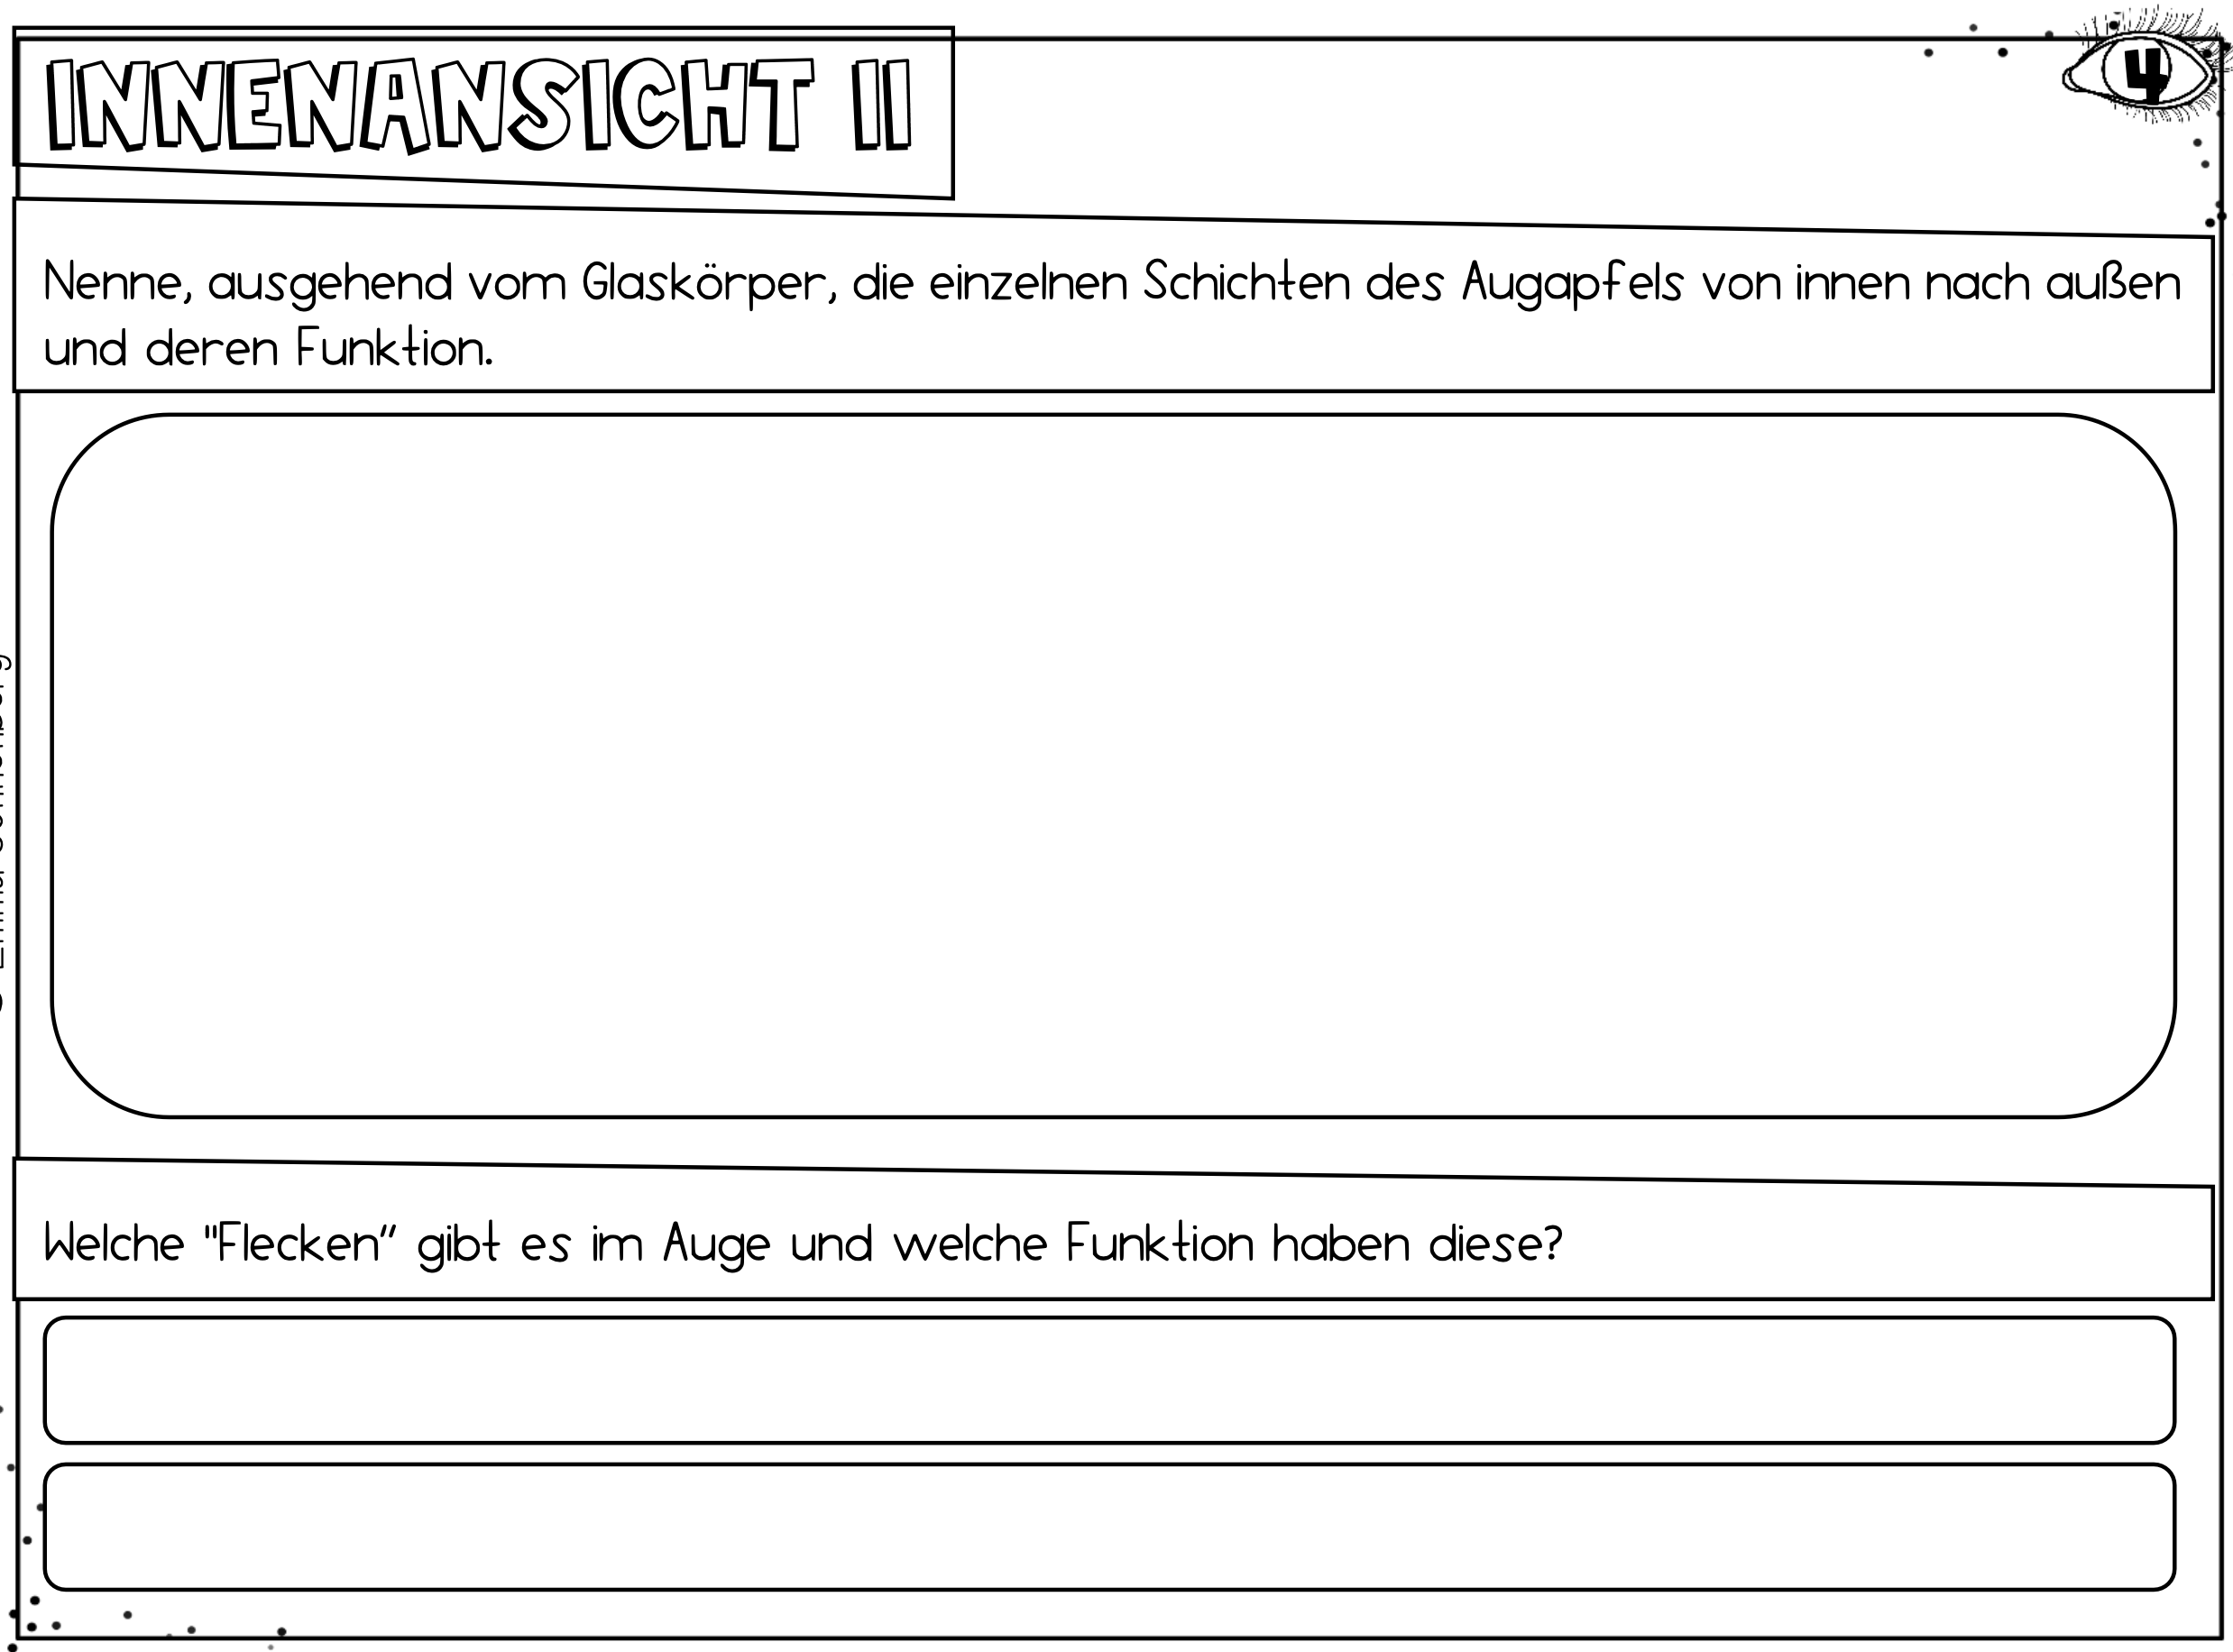 INNENANSICHT II
4
Nenne, ausgehend vom Glaskörper, die einzelnen Schichten des Augapfels von innen nach außen
und deren Funktion.
Welche "Flecken“ gibt es im Auge und welche Funktion haben diese?